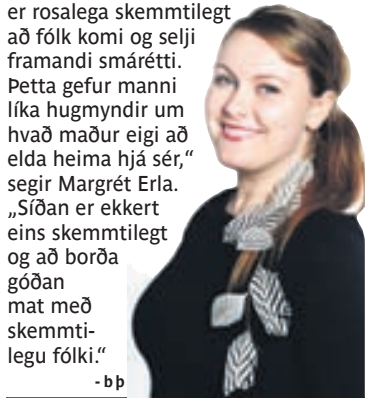 er rosalega skemmtilegt
að fólk komi og selji
framandi smárétti.
Þetta gefur manni
líka hugmyndir um
hvað maður eigi að
elda heima hjá sér,“
segir Margrét Erla.
„Síðan er ekkert
eins skemmtilegt
og að borða
góðan
mat með
skemmti-
legu fólki.“
- bþ